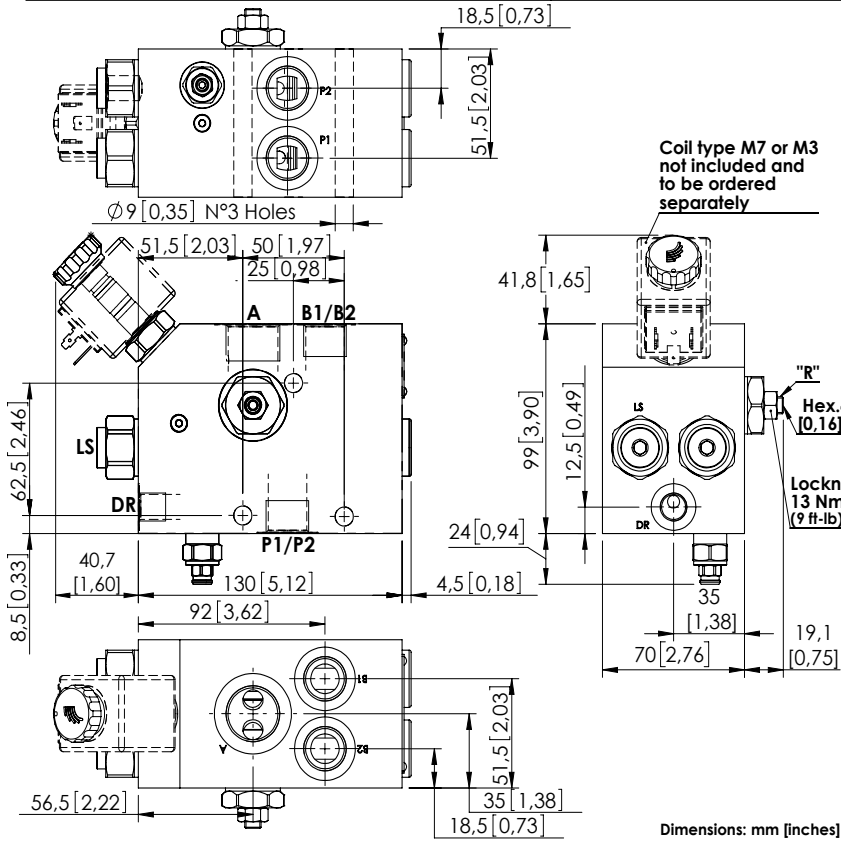 18,5 [0,73]
P2
P1
51,5 [2,03]
Ø9 [0,35] N°3 Holes
Coil type M7 or M3
not included and
to be ordered
separately
51,5 [2,03]
50 [1,97]
25 [0,98]
A
B1/B2
41,8 [1,65]
LS
DR
P1/P2
62,5 [2,46]
8,5 [0,33]
40,7
[1,60]
130 [5,12]
4,5 [0,18]
99 [3,90]
12,5 [0,49]
24 [0,94]
LS
DR
"R"
Hex.
[0,16]
Lockn
13 Nm
(9 ft-lb)
35
[1,38]
70 [2,76]
19,1
[0,75]
92 [3,62]
B1
A
B2
51,5 [2,03]
56,5 [2,22]
35 [1,38]
18,5 [0,73]
Dimensions: mm [inches]